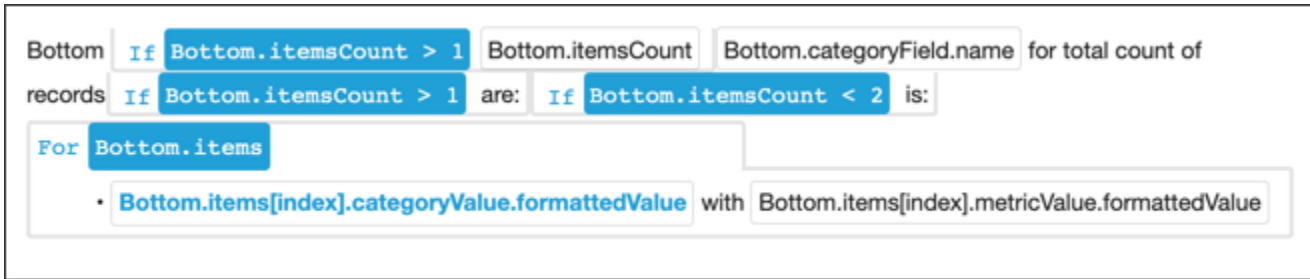 Bottom If Bottom.itemsCount > 1 Bottom.itemsCount Bottom.categoryField.name for total count of
records If Bottom.itemsCount > 1 are: If Bottom.itemsCount < 2 is:
For Bottom.items
• Bottom.items[index].categoryValue.formattedValue with Bottom.items[index].metricValue.formattedValue